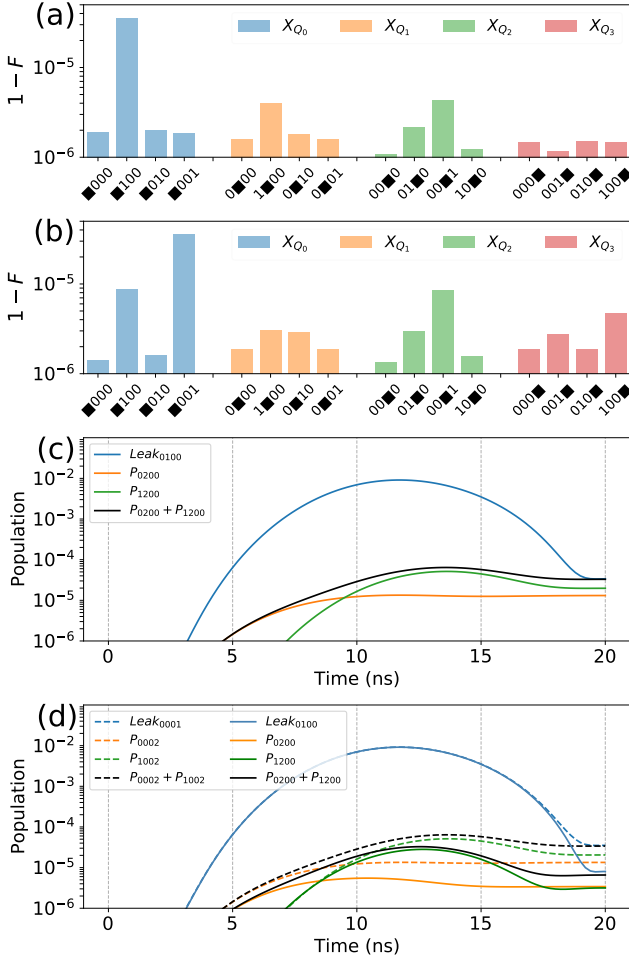 (a)
1 − F
X_{Q_0} X_{Q_1} X_{Q_2} X_{Q_3}
10^{-5}
10^{-6}
◆000 ◆100 ◆010 ◆001 0◆00 1◆00 0◆10 0◆01 00◆0 01◆0 00◆1 10◆0 000◆ 001◆ 010◆ 100◆
(b)
1 − F
X_{Q_0} X_{Q_1} X_{Q_2} X_{Q_3}
10^{-5}
10^{-6}
◆000 ◆100 ◆010 ◆001 0◆00 1◆00 0◆10 0◆01 00◆0 01◆0 00◆1 10◆0 000◆ 001◆ 010◆ 100◆
(c)
Population
Leak_{0100}
P_{0200}
P_{1200}
P_{0200} + P_{1200}
10^{-2}
10^{-3}
10^{-4}
10^{-5}
10^{-6}
0 5 10 15 20
Time (ns)
(d)
Population
Leak_{0001} Leak_{0100}
P_{0002} P_{0200}
P_{1002} P_{1200}
P_{0002} + P_{1002} P_{0200} + P_{1200}
10^{-2}
10^{-3}
10^{-4}
10^{-5}
10^{-6}
0 5 10 15 20
Time (ns)